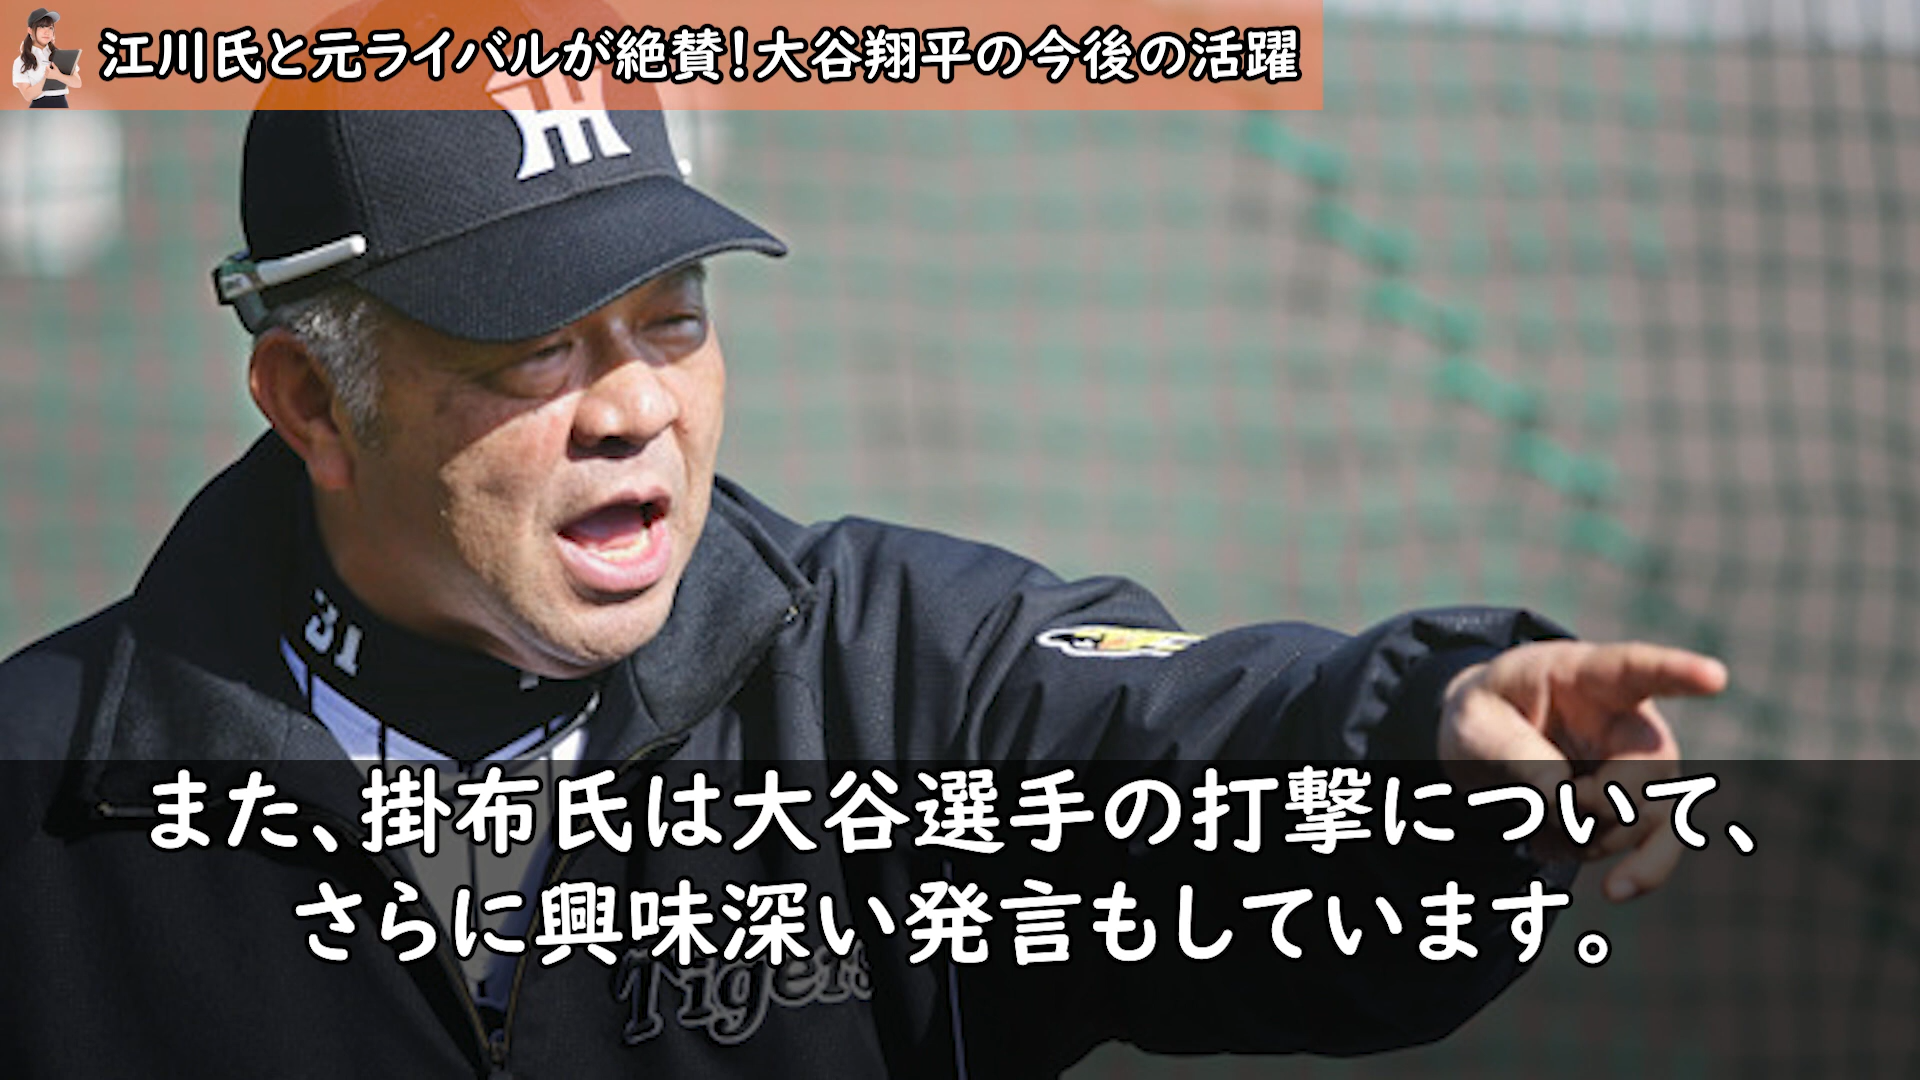 江川氏と元ライバルが絶賛!大谷翔平の今後の活躍
31
また、掛布氏は大谷選手の打撃について、
さらに興味深い発言もしています。
Tigers